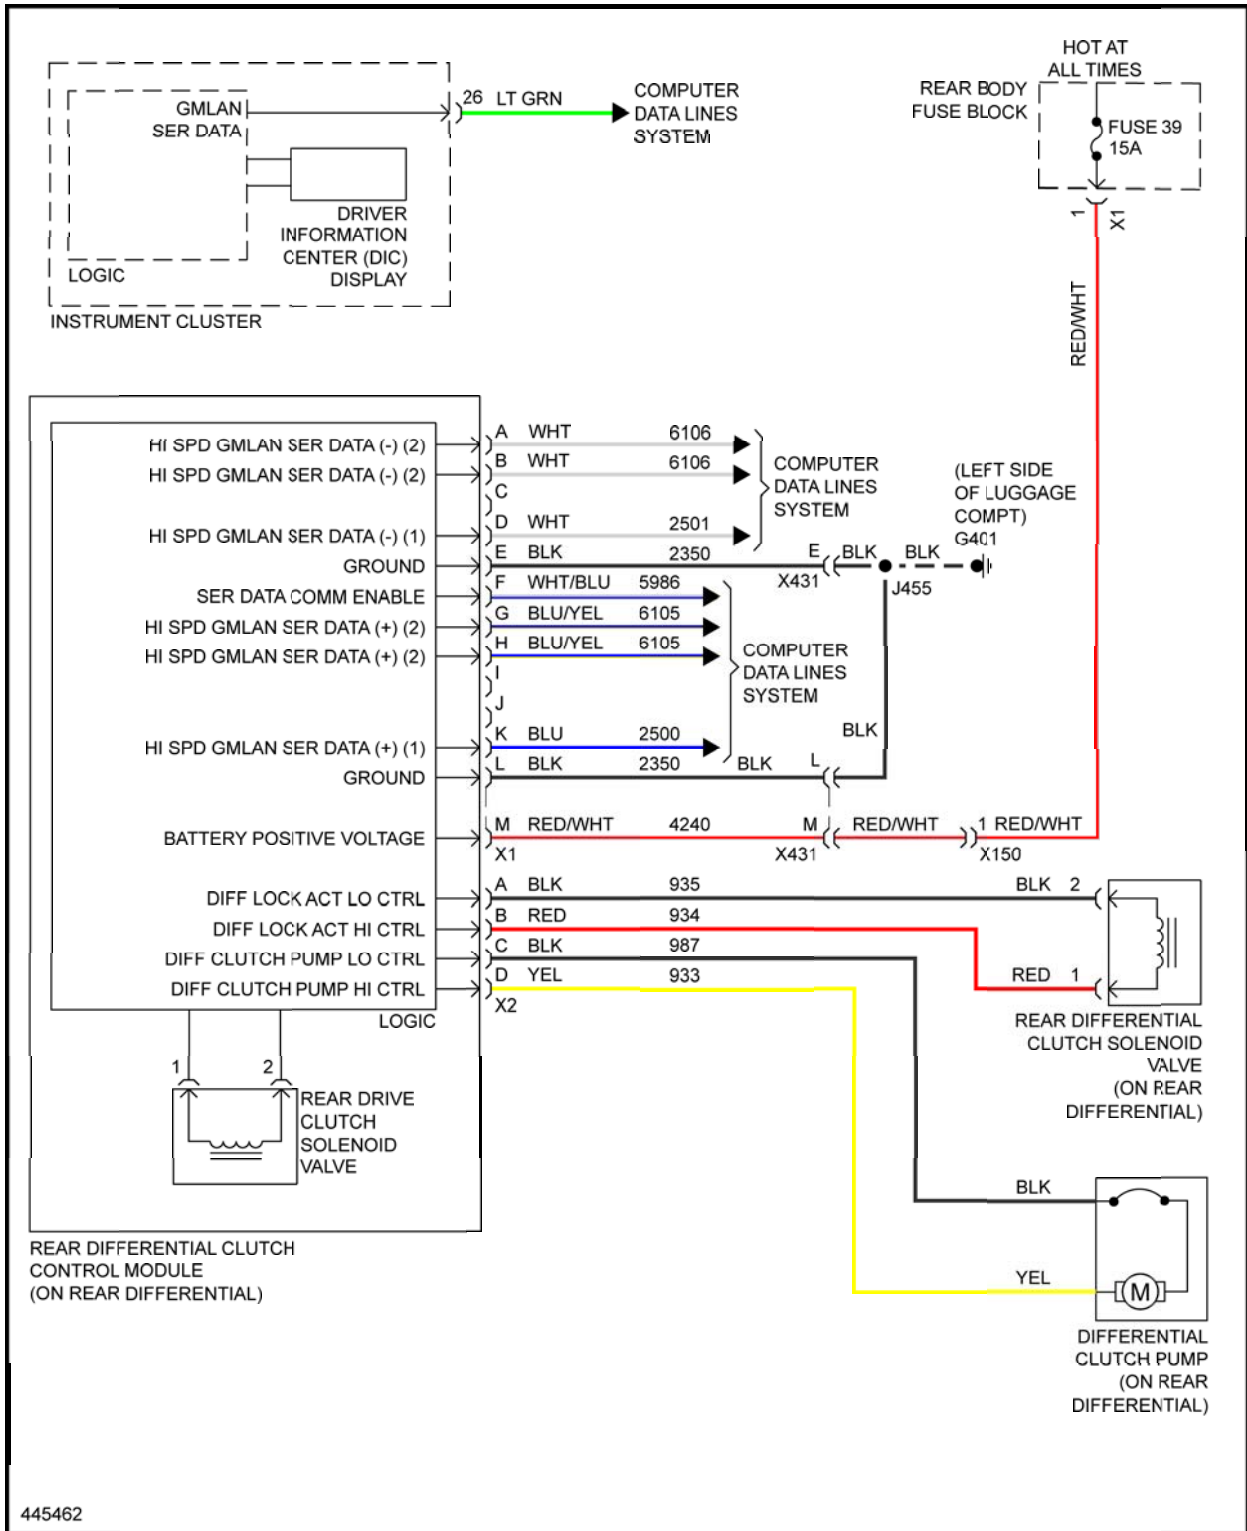 HOT AT
ALL TIMES
REAR BODY
FUSE BLOCK
FUSE 39
15A
1
X1
RED/WHT
GMLAN
SER DATA
26 LT GRN
COMPUTER
DATA LINES
SYSTEM
DRIVER
INFORMATION
CENTER (DIC)
DISPLAY
LOGIC
INSTRUMENT CLUSTER
HI SPD GMLAN SER DATA (-) (2) A WHT 6106
HI SPD GMLAN SER DATA (-) (2) B WHT 6106
C
HI SPD GMLAN SER DATA (-) (1) D WHT 2501
COMPUTER
DATA LINES
SYSTEM
(LEFT SIDE
OF LUGGAGE
COMPT)
G401
GROUND E BLK 2350 E BLK BLK
X431
J455
SER DATA COMM ENABLE F WHT/BLU 5986
HI SPD GMLAN SER DATA (+) (2) G BLU/YEL 6105
HI SPD GMLAN SER DATA (+) (2) H BLU/YEL 6105
I
J
COMPUTER
DATA LINES
SYSTEM
HI SPD GMLAN SER DATA (+) (1) K BLU 2500
BLK
GROUND L BLK 2350 BLK L
BATTERY POSITIVE VOLTAGE M RED/WHT 4240 M RED/WHT 1 RED/WHT
X1 X431 X150
DIFF LOCK ACT LO CTRL A BLK 935 BLK 2
DIFF LOCK ACT HI CTRL B RED 934
DIFF CLUTCH PUMP LO CTRL C BLK 987
DIFF CLUTCH PUMP HI CTRL D YEL 933 RED 1
X2
LOGIC
REAR DIFFERENTIAL
CLUTCH SOLENOID
VALVE
(ON REAR
DIFFERENTIAL)
1 2
REAR DRIVE
CLUTCH
SOLENOID
VALVE
BLK
YEL
M
REAR DIFFERENTIAL CLUTCH
CONTROL MODULE
(ON REAR DIFFERENTIAL)
DIFFERENTIAL
CLUTCH PUMP
(ON REAR
DIFFERENTIAL)
445462